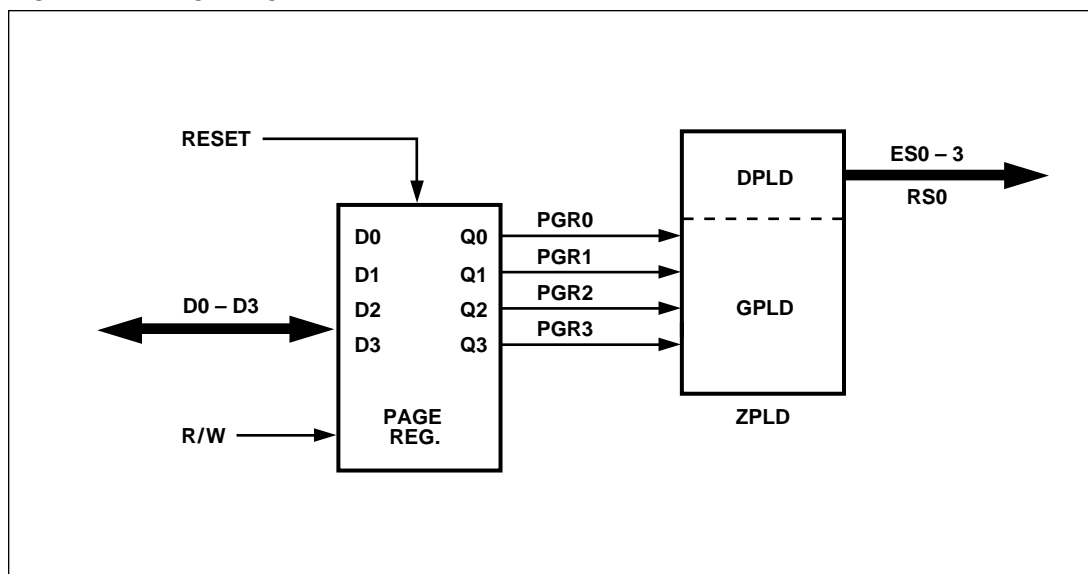 RESET
D0 – D3
R/W
D0 Q0
D1 Q1
D2 Q2
D3 Q3
PAGE
REG.
PGR0
PGR1
PGR2
PGR3
DPLD
GPLD
ZPLD
ES0 – 3
RS0